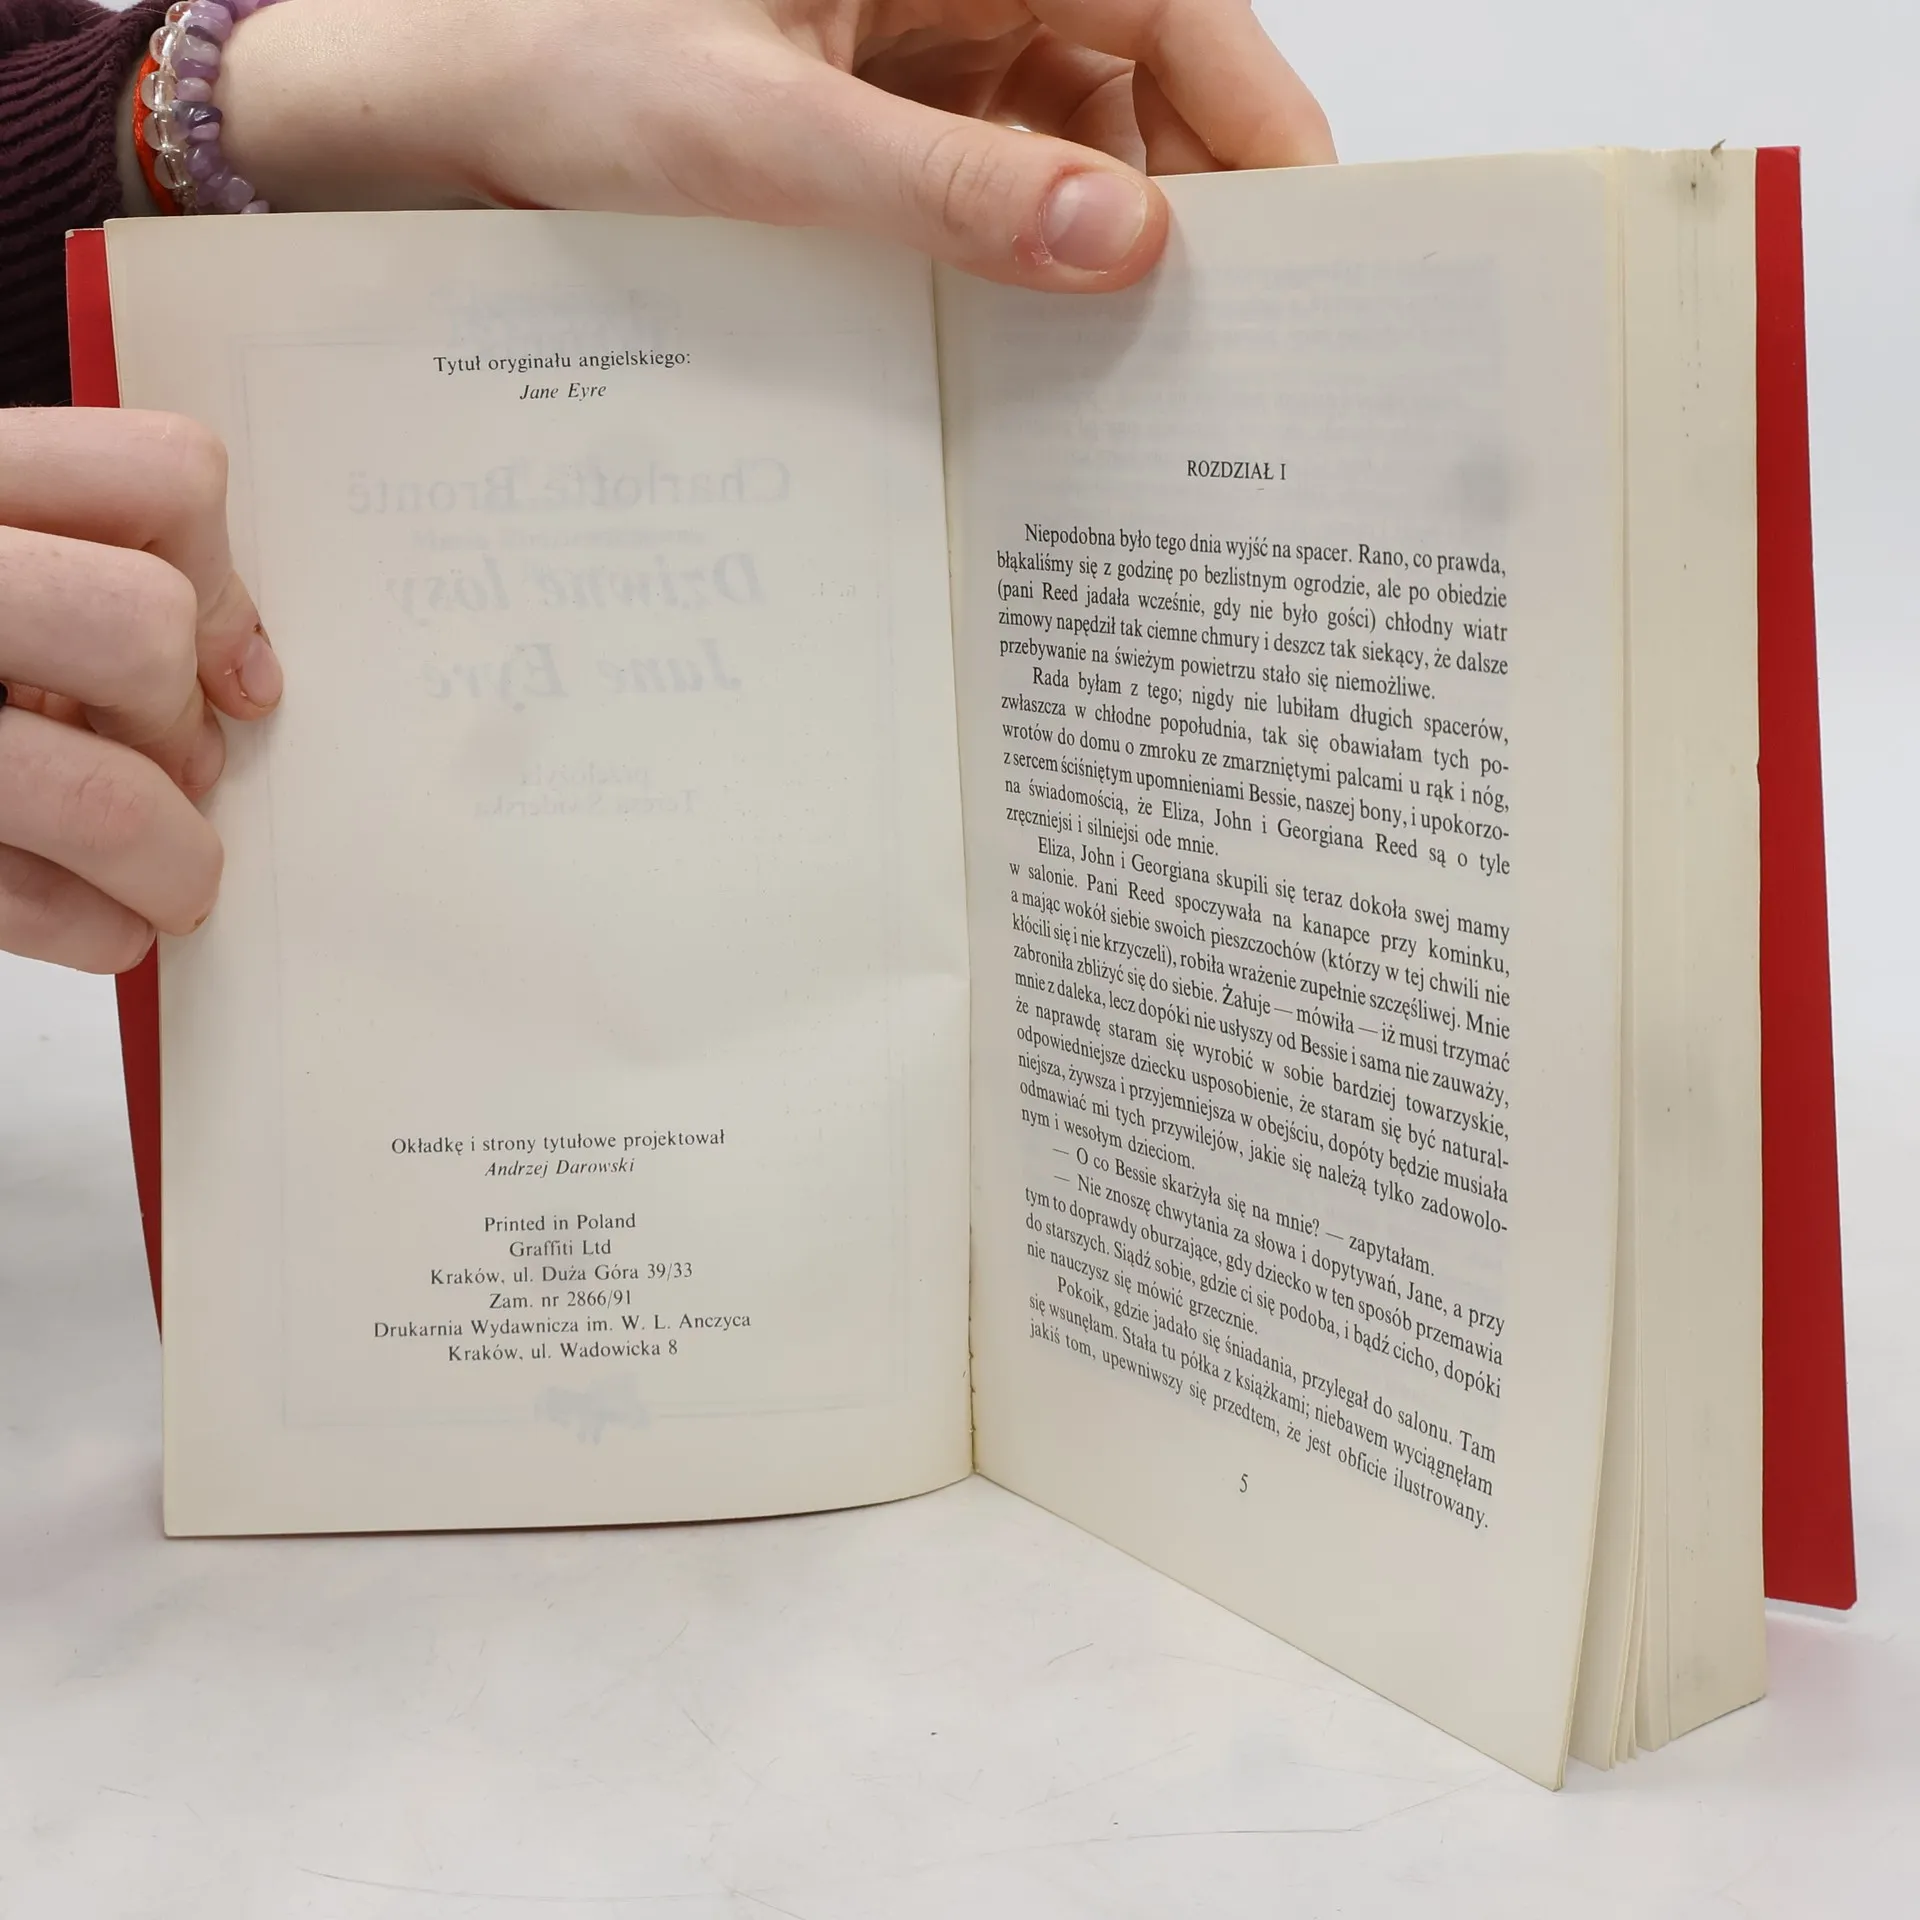 Tytuł oryginału angielskiego:
Jane Eyre
Charlotte Brontë
Dziwne losy
Jane Eyre
przełożyła
Teresa Świderska
Okładkę i strony tytułowe projektował
Andrzej Darowski
Printed in Poland
Graffiti Ltd
Kraków, ul. Duża Góra 39/33
Zam. nr 2866/91
Drukarnia Wydawnicza im. W. L. Anczyca
Kraków, ul. Wadowicka 8
ROZDZIAŁ I
Niepodobna było tego dnia wyjść na spacer. Rano, co prawda,
błąkaliśmy się z godzinę po bezlistnym ogrodzie, ale po obiedzie
(pani Reed jadała wcześnie, gdy nie było gości) chłodny wiatr
zimowy napędził tak ciemne chmury i deszcz tak siekący, że dalsze
przebywanie na świeżym powietrzu stało się niemożliwe.
Rada byłam z tego; nigdy nie lubiłam długich spacerów,
zwłaszcza w chłodne popołudnia, tak się obawiałam tych po-
wrotów do domu o zmroku ze zmarzniętymi palcami u rąk i nóg,
z sercem ściśniętym upomnieniami Bessie, naszej bony, i upokorzo-
na świadomością, że Eliza, John i Georgiana Reed są o tyle
zręczniejsi i silniejsi ode mnie.
Eliza, John i Georgiana skupili się teraz dokoła swej mamy
w salonie. Pani Reed spoczywała na kanapce przy kominku,
a mając wokół siebie swoich pieszczochów (którzy w tej chwili nie
kłócili się i nie krzyczeli), robiła wrażenie zupełnie szczęśliwej. Mnie
zabroniła zbliżyć się do siebie. Żałuje — mówiła — iż musi trzymać
mnie z daleka, lecz dopóki nie usłyszy od Bessie i sama nie zauważy,
że naprawdę staram się wyrobić w sobie bardziej towarzyskie,
odpowiedniejsze dziecku usposobienie, że staram się być natural-
niejsza, żywsza i przyjemniejsza w obejściu, dopóty będzie musiała
odmawiać mi tych przywilejów, jakie się należą tylko zadowolo-
nym i wesołym dzieciom.
— O co Bessie skarżyła się na mnie? — zapytałam.
— Nie znoszę chwytania za słowa i dopytywań, Jane, a przy
tym to doprawdy oburzające, gdy dziecko w ten sposób przemawia
do starszych. Siądź sobie, gdzie ci się podoba, i bądź cicho, dopóki
nie nauczysz się mówić grzecznie.
Pokoik, gdzie jadało się śniadania, przylegał do salonu. Tam
się wsunęłam. Stała tu półka z książkami; niebawem wyciągnęłam
jakiś tom, upewniwszy się przedtem, że jest obficie ilustrowany.
5